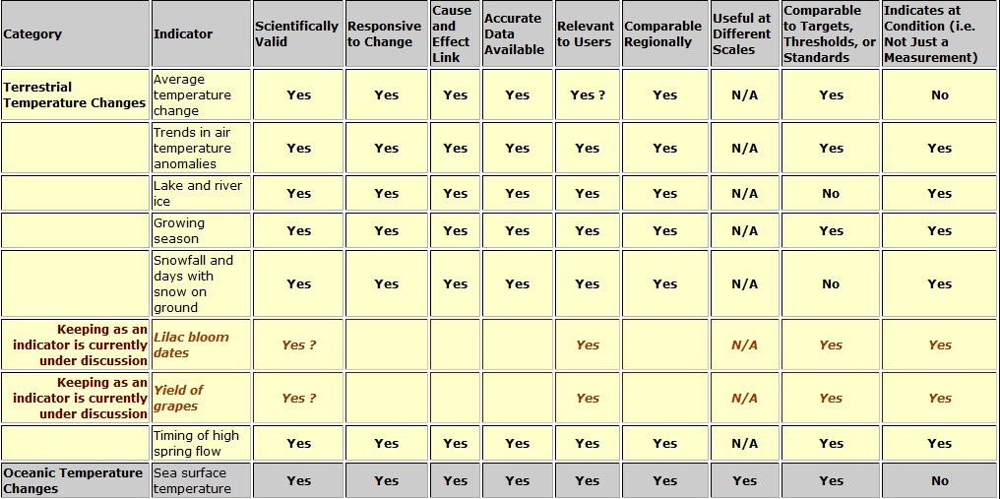 Category Indicator Scientifically Valid Responsive to Change Cause and Effect Link Accurate Data Available Relevant to Users Comparable Regionally Useful at Different Scales Comparable to Targets, Thresholds, or Standards Indicates at Condition (i.e. Not Just a Measurement)
Terrestrial Temperature Changes Average temperature change Yes Yes Yes Yes Yes ? Yes N/A Yes No
Trends in air temperature anomalies Yes Yes Yes Yes Yes Yes N/A Yes Yes
Lake and river ice Yes Yes Yes Yes Yes Yes N/A No Yes
Growing season Yes Yes Yes Yes Yes Yes N/A Yes Yes
Snowfall and days with snow on ground Yes Yes Yes Yes Yes Yes N/A No Yes
Keeping as an indicator is currently under discussion Lilac bloom dates Yes ? Yes N/A Yes Yes
Keeping as an indicator is currently under discussion Yield of grapes Yes ? Yes N/A Yes Yes
Timing of high spring flow Yes Yes Yes Yes Yes Yes N/A Yes Yes
Oceanic Temperature Changes Sea surface temperature Yes Yes Yes Yes Yes Yes Yes Yes No